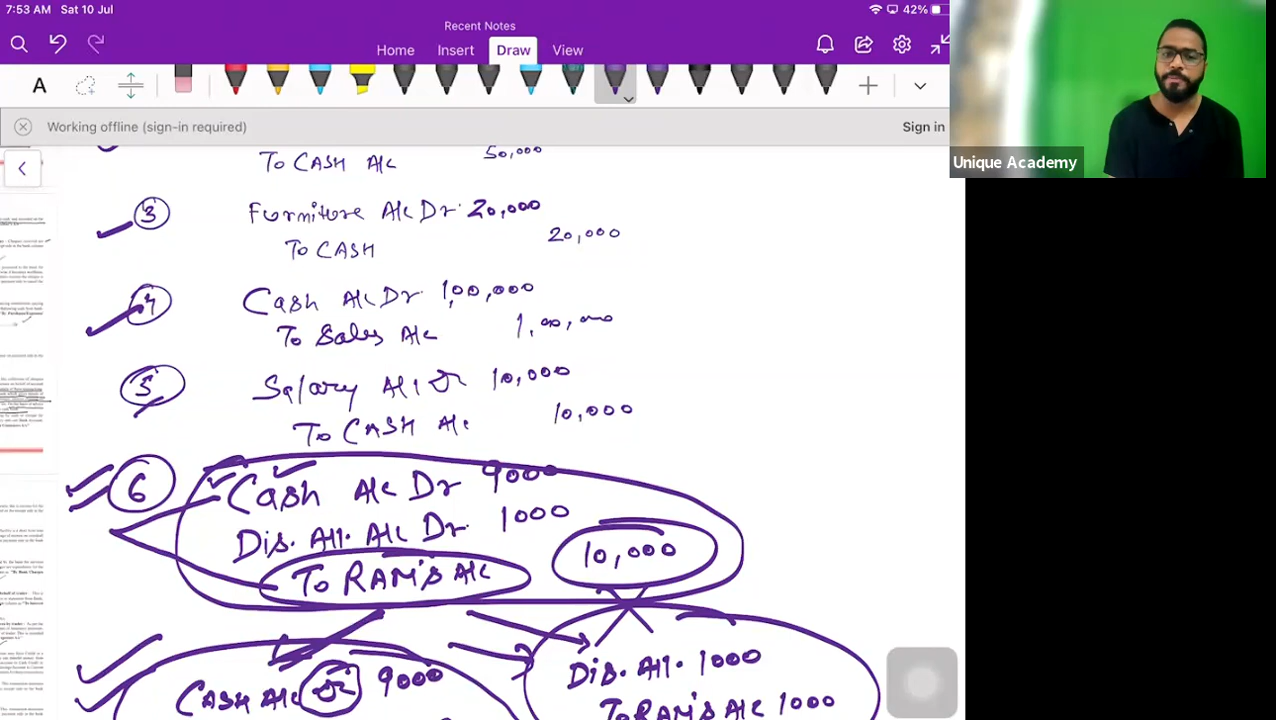 7:53 AM Sat 10 Jul
42%
Recent Notes
Home Insert Draw View
A
Working offline (sign-in required)
Sign in
Unique Academy
To CASH A/c 50,000
3 Furniture A/c Dr. 20,000
To CASH 20,000
4 Cash A/c Dr 1,00,000
To Sales A/c 1,00,000
5 Salary A/c Dr 10,000
To CASH A/c 10,000
6 Cash A/c Dr 9000
Dis. All. A/c Dr 1000
To RAM'S A/c 10,000
CASH A/c Dr 9000
Dis. All. 1000
To RAM'S A/c 1000